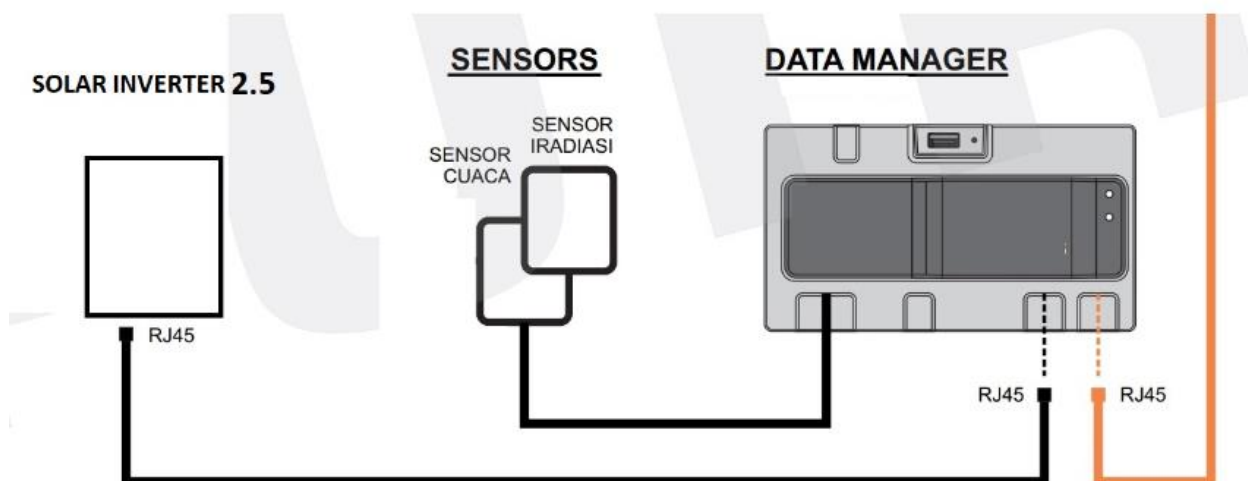 SENSORS
DATA MANAGER
SOLAR INVERTER 2.5
SENSOR
IRADIASI
SENSOR
CUACA
RJ45
RJ45
RJ45